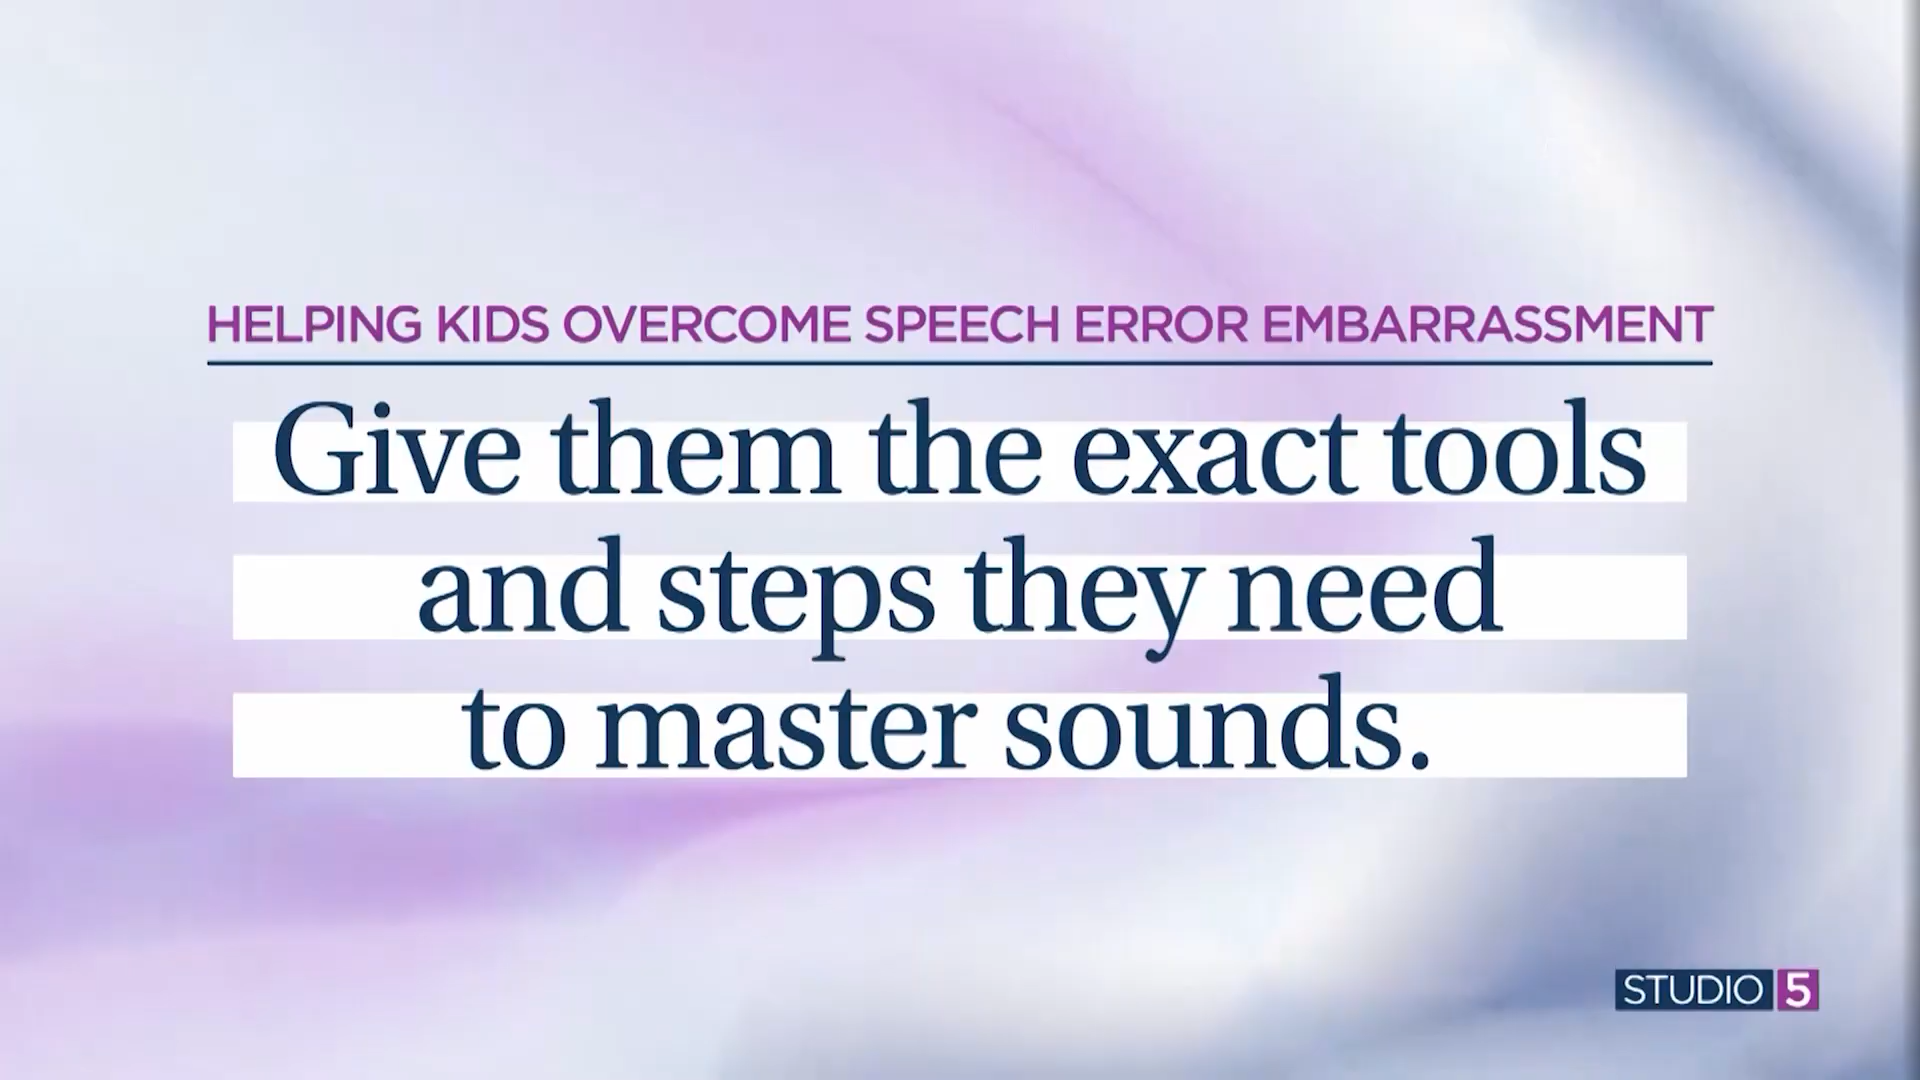 HELPING KIDS OVERCOME SPEECH ERROR EMBARRASSMENT
Give them the exact tools
and steps they need
to master sounds.
STUDIO 5